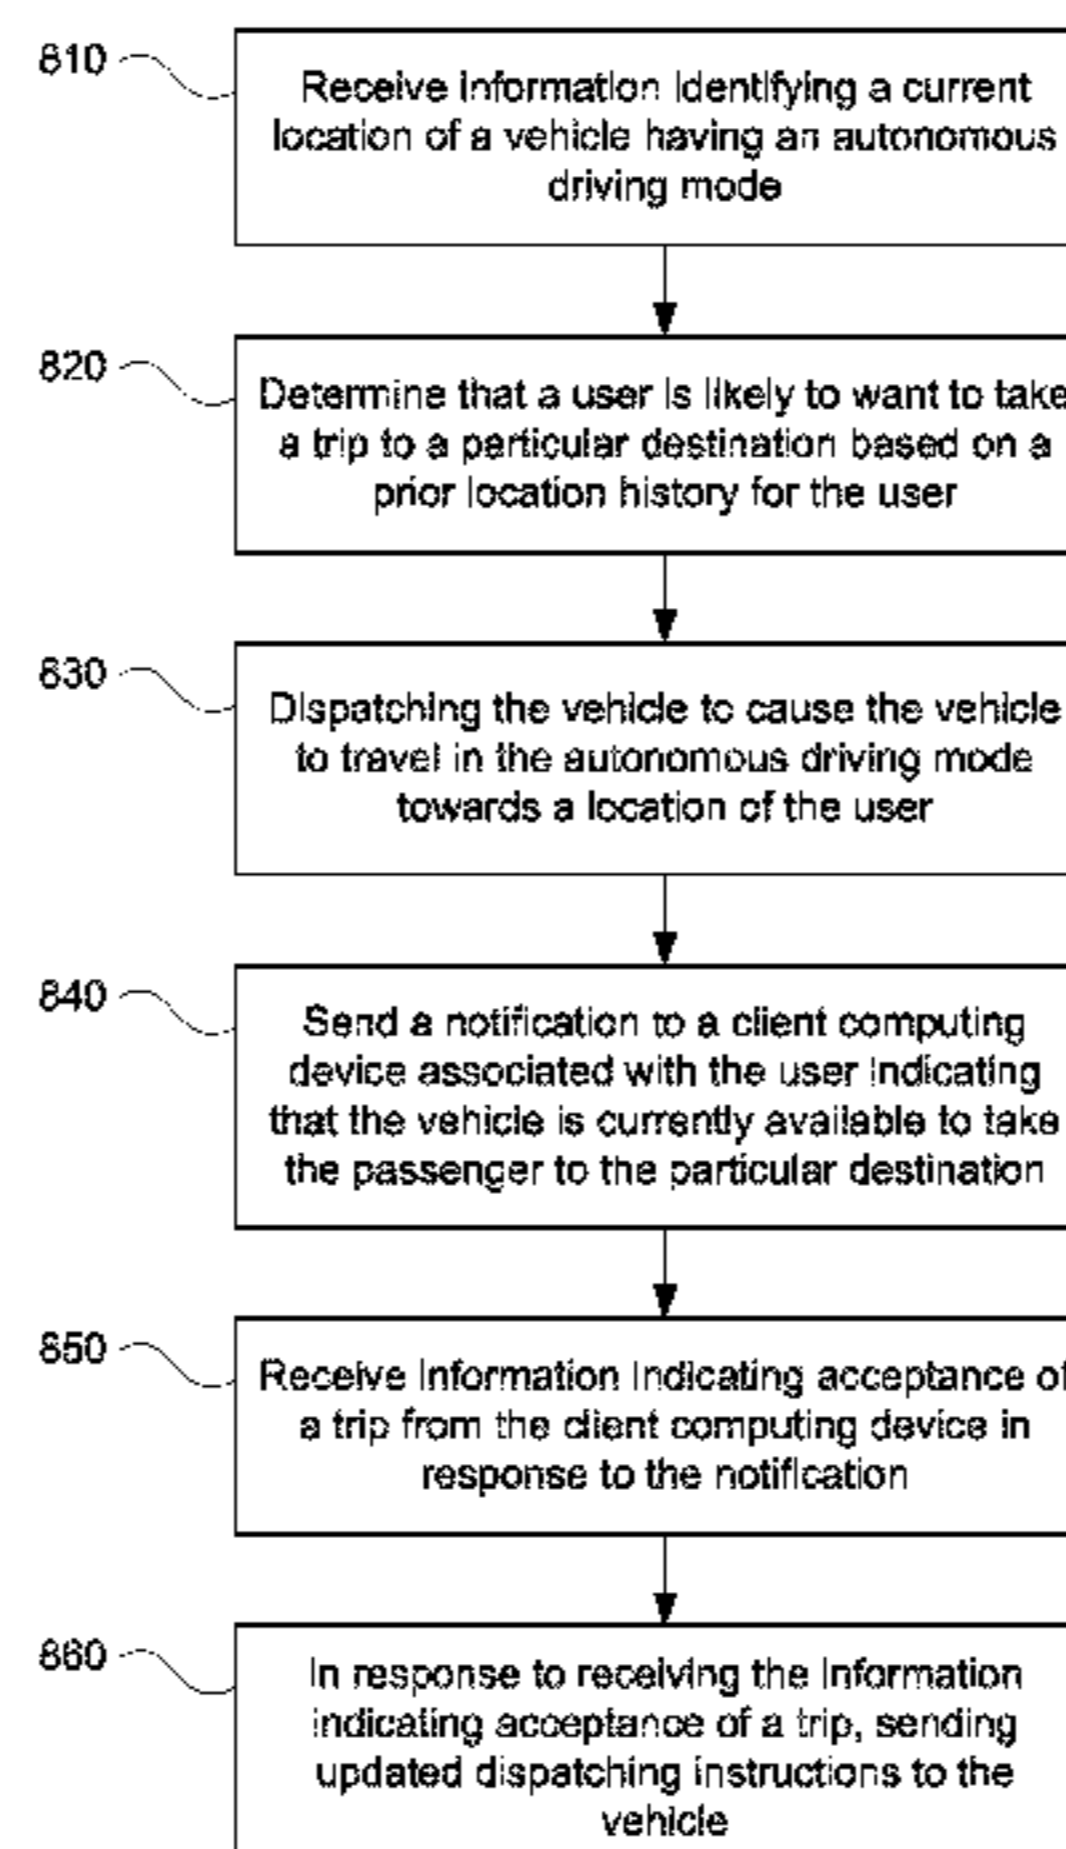 810
Receive information identifying a current
location of a vehicle having an autonomous
driving mode
820
Determine that a user is likely to want to take
a trip to a particular destination based on a
prior location history for the user
830
Dispatching the vehicle to cause the vehicle
to travel in the autonomous driving mode
towards a location of the user
840
Send a notification to a client computing
device associated with the user indicating
that the vehicle is currently available to take
the passenger to the particular destination
850
Receive information indicating acceptance of
a trip from the client computing device in
response to the notification
860
In response to receiving the information
indicating acceptance of a trip, sending
updated dispatching instructions to the
vehicle